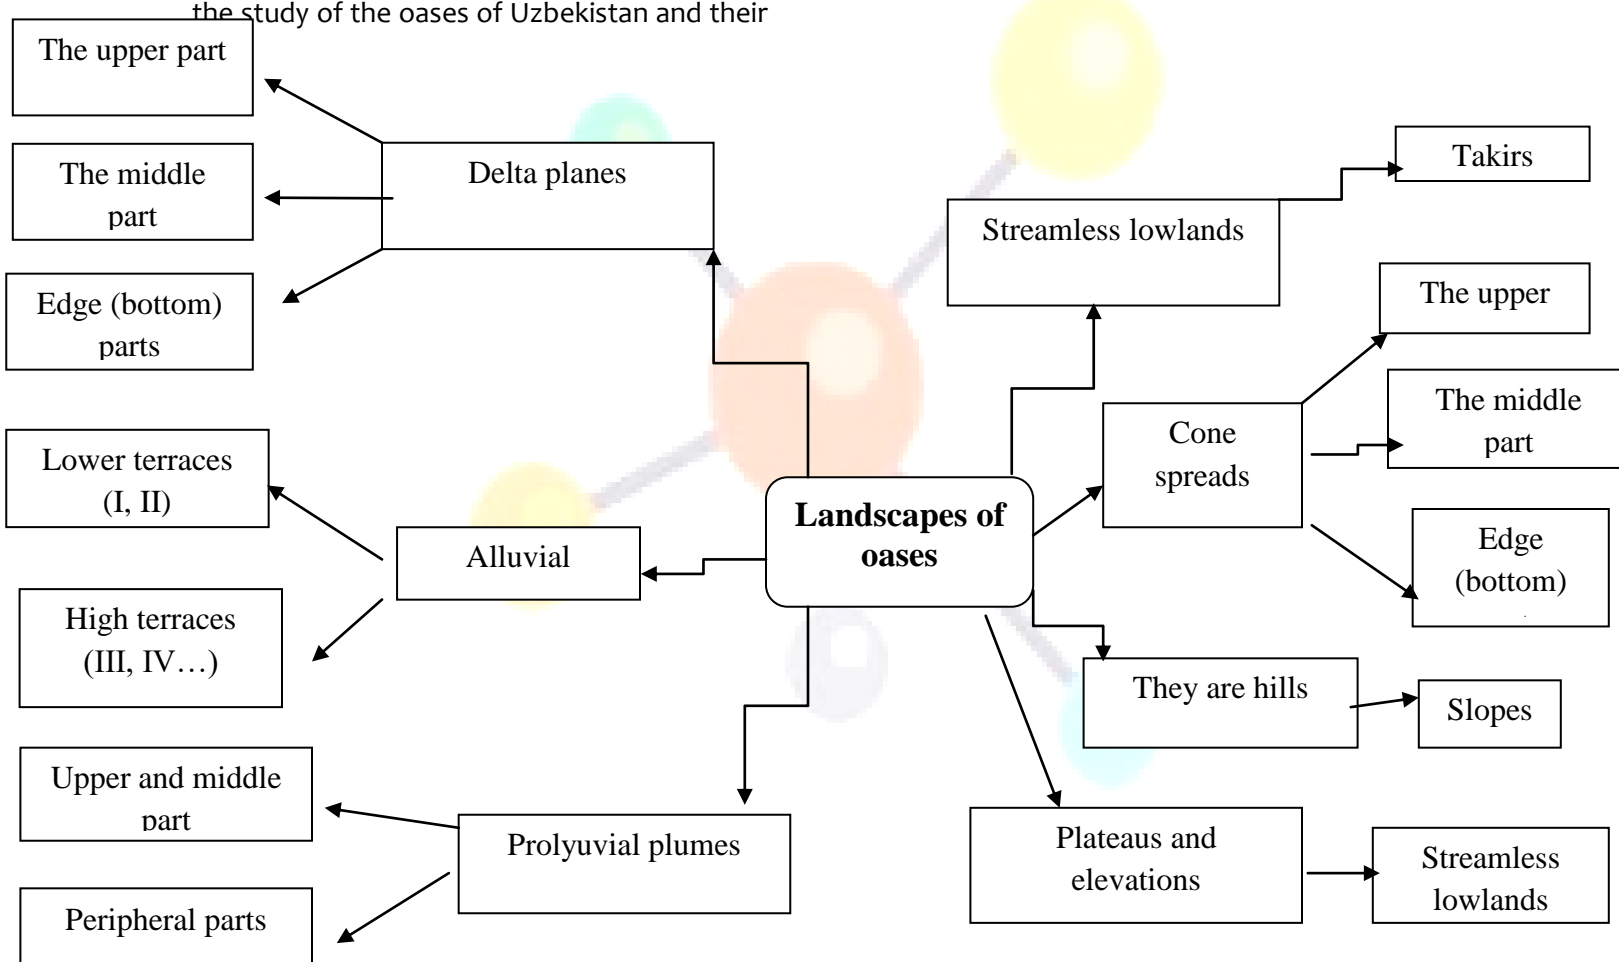 the study of the oases of Uzbekistan and their
The upper part
The middle
part
Edge (bottom)
parts
Delta planes
Streamless lowlands
Takirs
The upper
The middle
part
Edge
(bottom)
Cone
spreads
Lower terraces
(I, II)
High terraces
(III, IV…)
Alluvial
Landscapes of
oases
They are hills
Slopes
Upper and middle
part
Peripheral parts
Prolyuvial plumes
Plateaus and
elevations
Streamless
lowlands